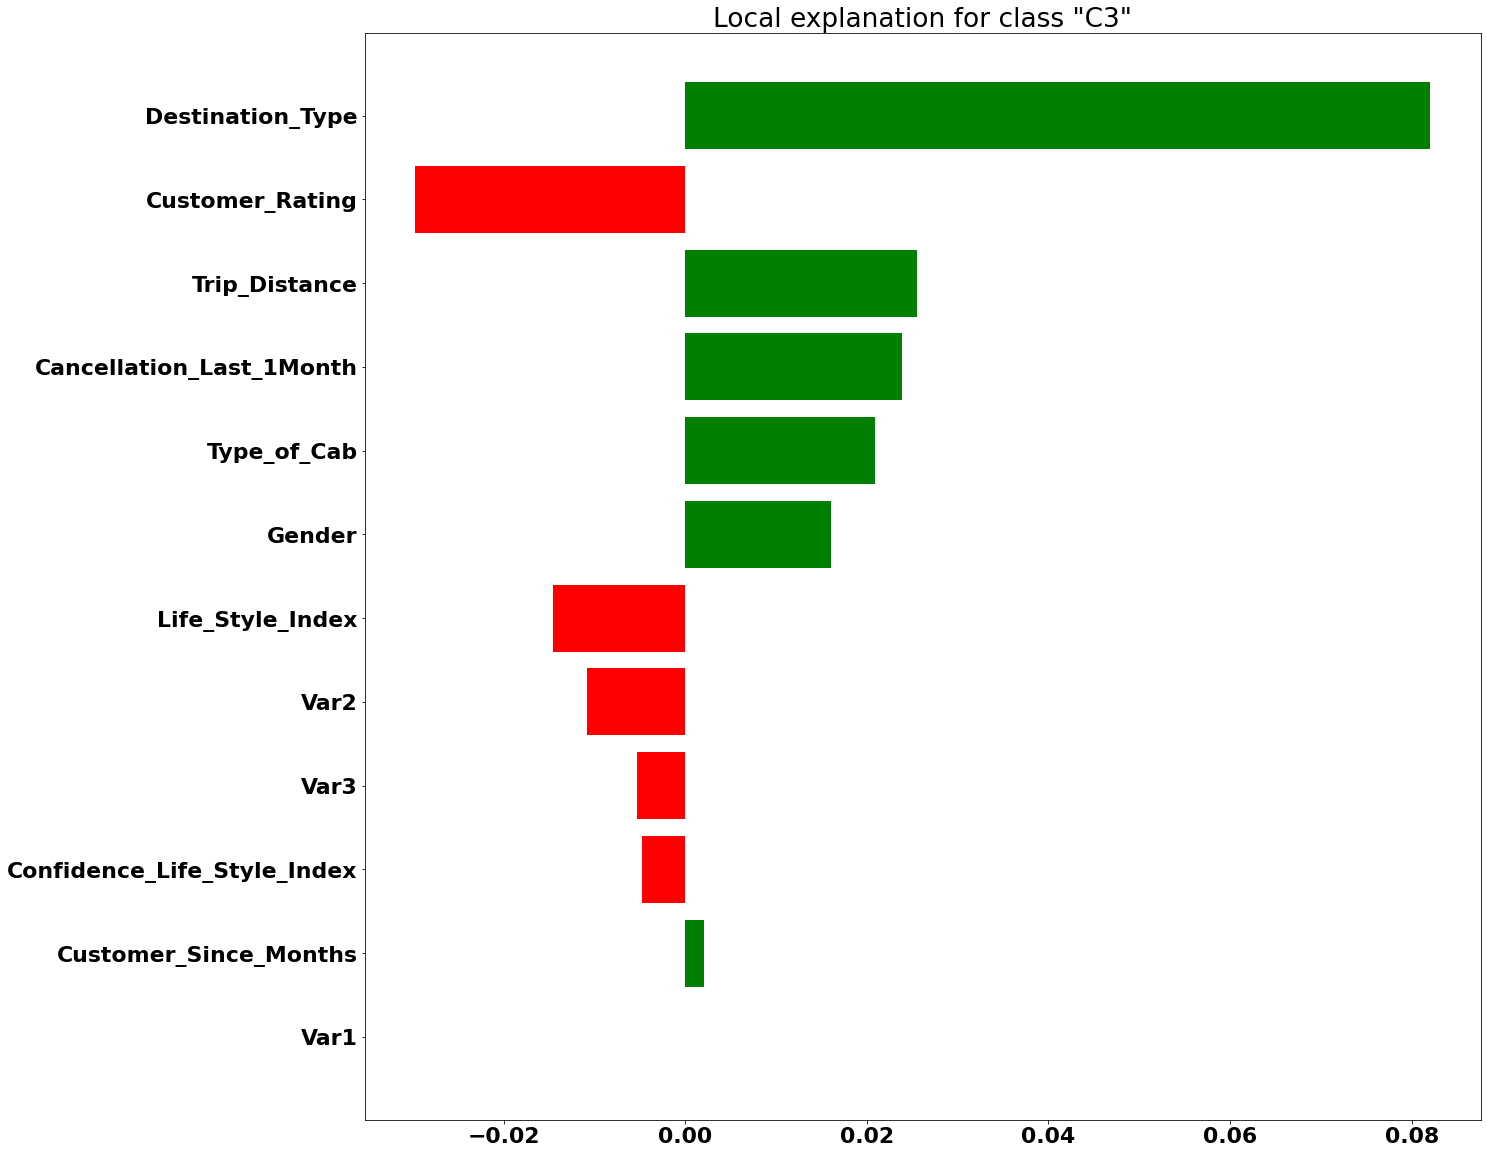 Local explanation for class "C3"
Destination_Type
Customer_Rating
Trip_Distance
Cancellation_Last_1Month
Type_of_Cab
Gender
Life_Style_Index
Var2
Var3
Confidence_Life_Style_Index
Customer_Since_Months
Var1
−0.02 0.00 0.02 0.04 0.06 0.08